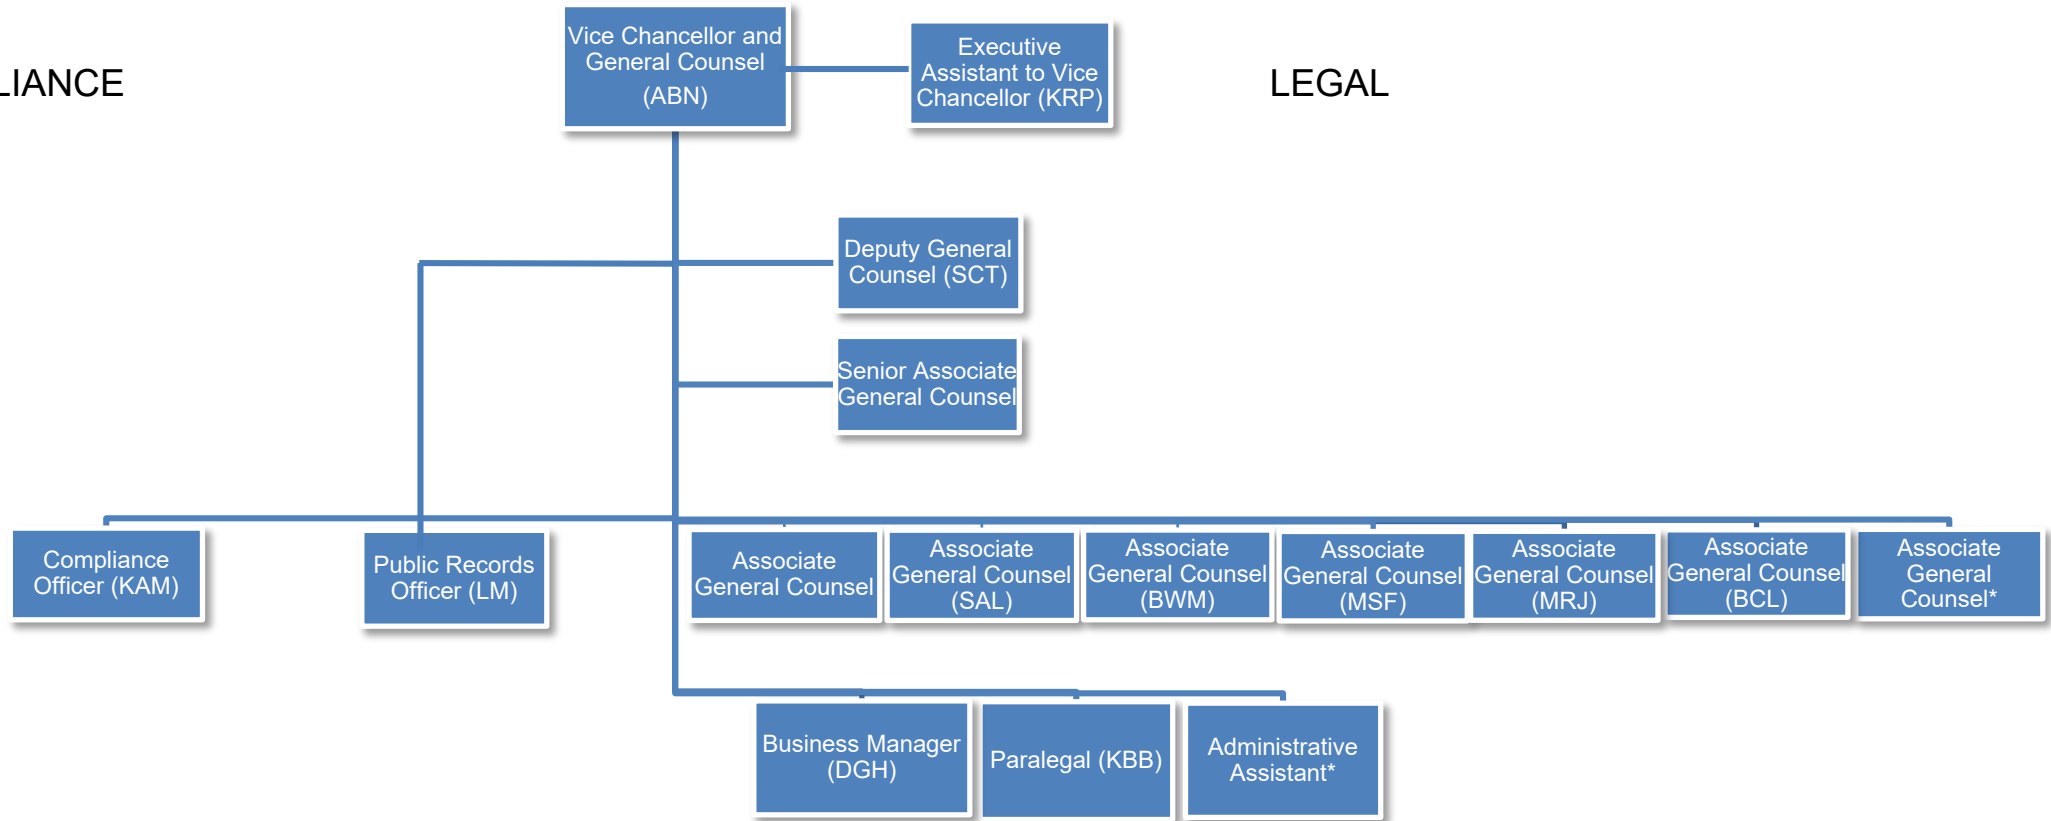 LIANCE
Vice Chancellor and
General Counsel
(ABN)
Executive
Assistant to Vice
Chancellor (KRP)
LEGAL
Deputy General
Counsel (SCT)
Senior Associate
General Counsel
Compliance
Officer (KAM)
Public Records
Officer (LM)
Associate
General Counsel
Associate
General Counsel
(SAL)
Associate
General Counsel
(BWM)
Associate
General Counsel
(MSF)
Associate
General Counsel
(MRJ)
Associate
General Counsel
(BCL)
Associate
General
Counsel*
Business Manager
(DGH)
Paralegal (KBB)
Administrative
Assistant*